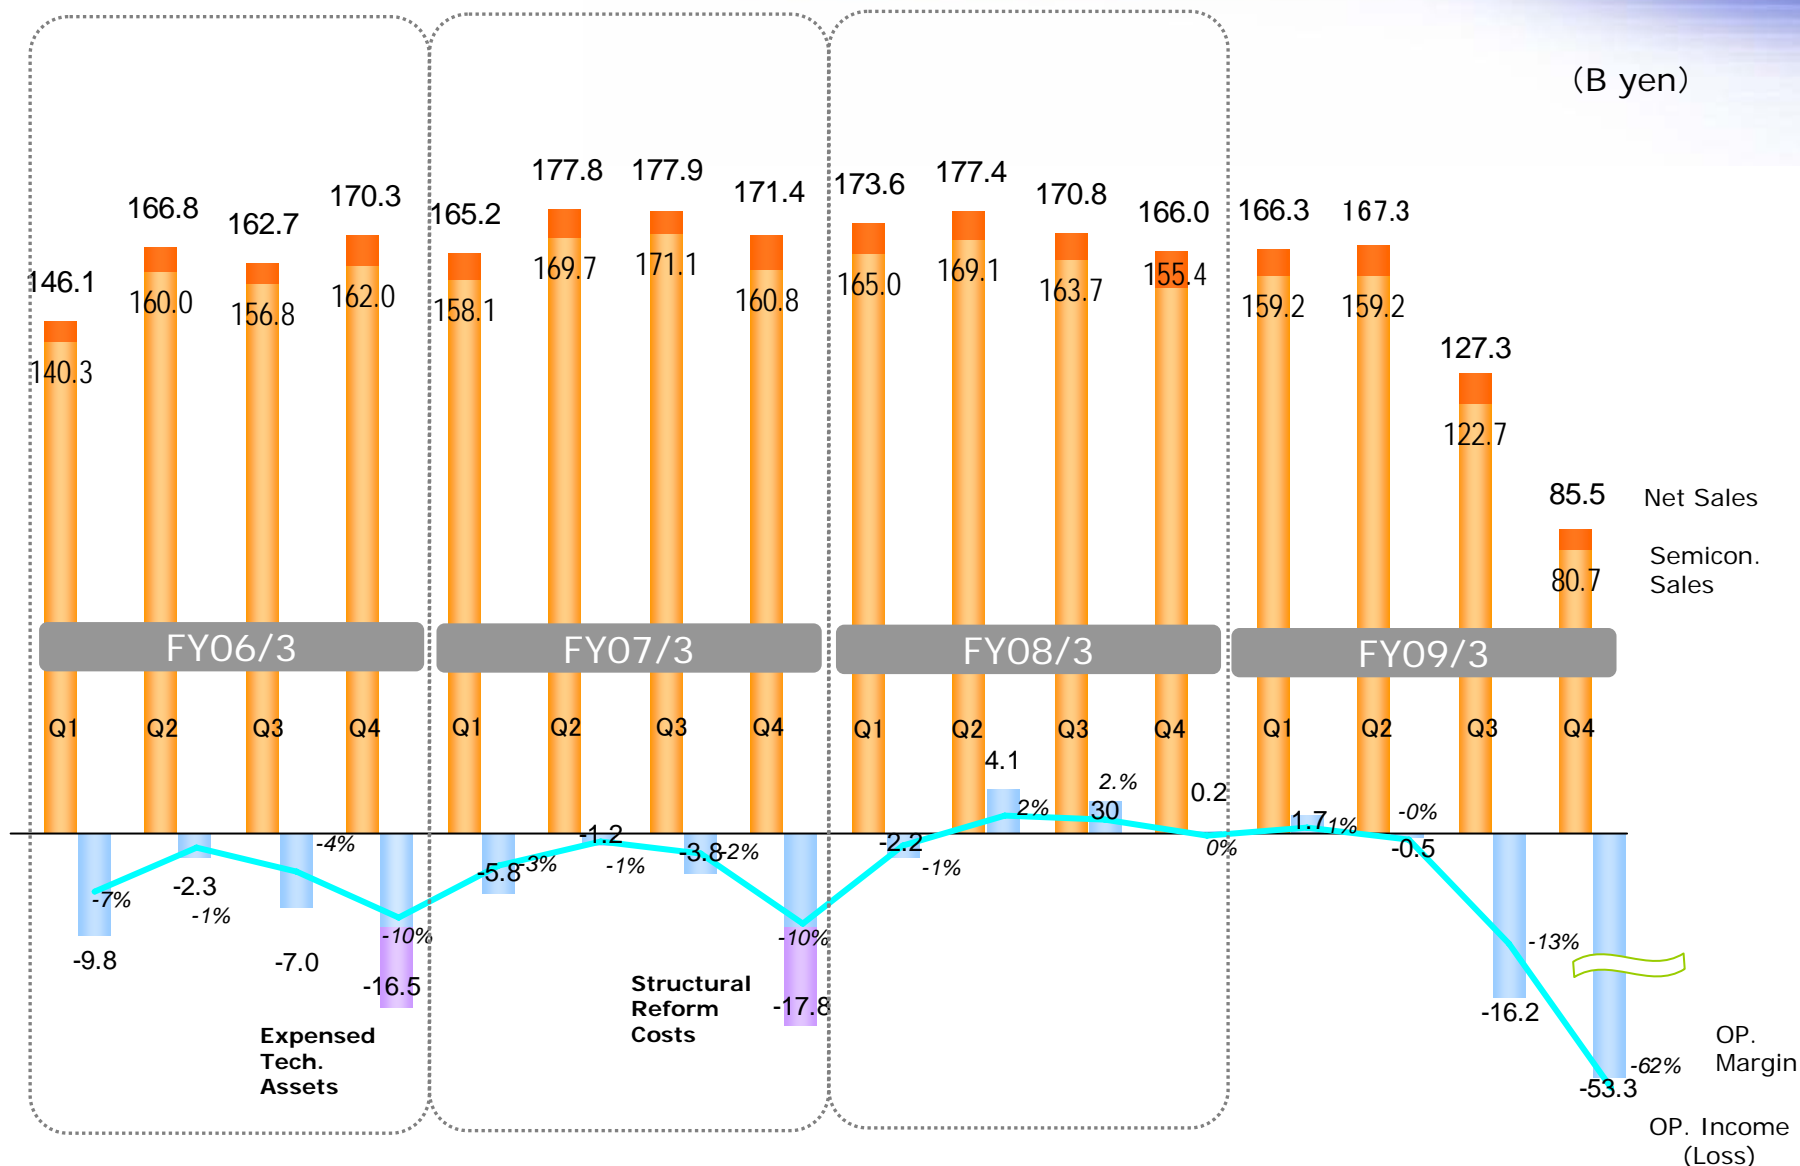 (B yen)
146.1
166.8
162.7
170.3
165.2
177.8
177.9
171.4
173.6
177.4
170.8
166.0
166.3
167.3
127.3
85.5
Net Sales
140.3
160.0
156.8
162.0
158.1
169.7
171.1
160.8
165.0
169.1
163.7
155.4
159.2
159.2
122.7
80.7
Semicon.
Sales
FY06/3
FY07/3
FY08/3
FY09/3
Q1
Q2
Q3
Q4
Q1
Q2
Q3
Q4
Q1
Q2
Q3
Q4
Q1
Q2
Q3
Q4
-9.8
-2.3
-7.0
-16.5
-5.8
-1.2
-3.8
-17.8
-2.2
4.1
30
0.2
1.7
-0.5
-16.2
-53.3
-7%
-1%
-4%
-10%
-3%
-1%
-2%
-10%
-1%
2%
2.%
0%
1%
-0%
-13%
-62%
Expensed
Tech.
Assets
Structural
Reform
Costs
OP.
Margin
OP. Income
(Loss)